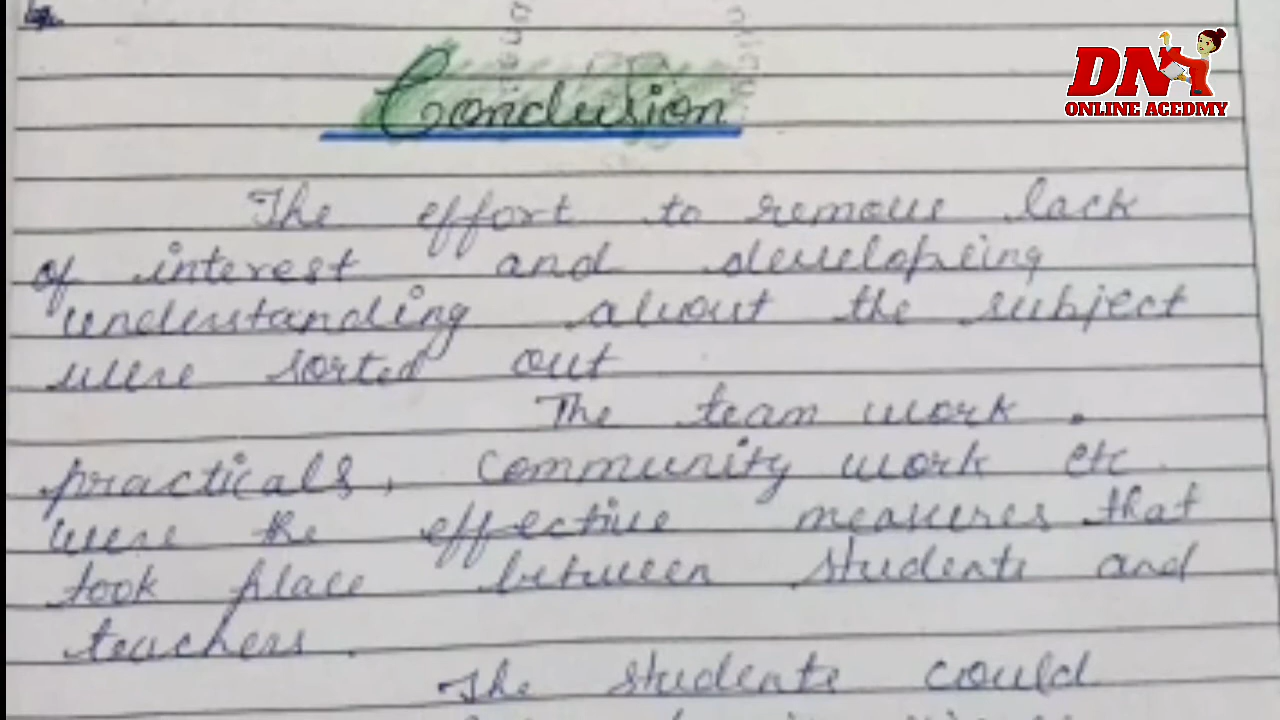 DN
ONLINE ACEDMY
Conclusion
The effort to remove lack
of interest and developing
understanding about the subject
were sorted out
The team work.
practicals, Community work etc
were the effective measures that
took place between students and
teachers.
The students could